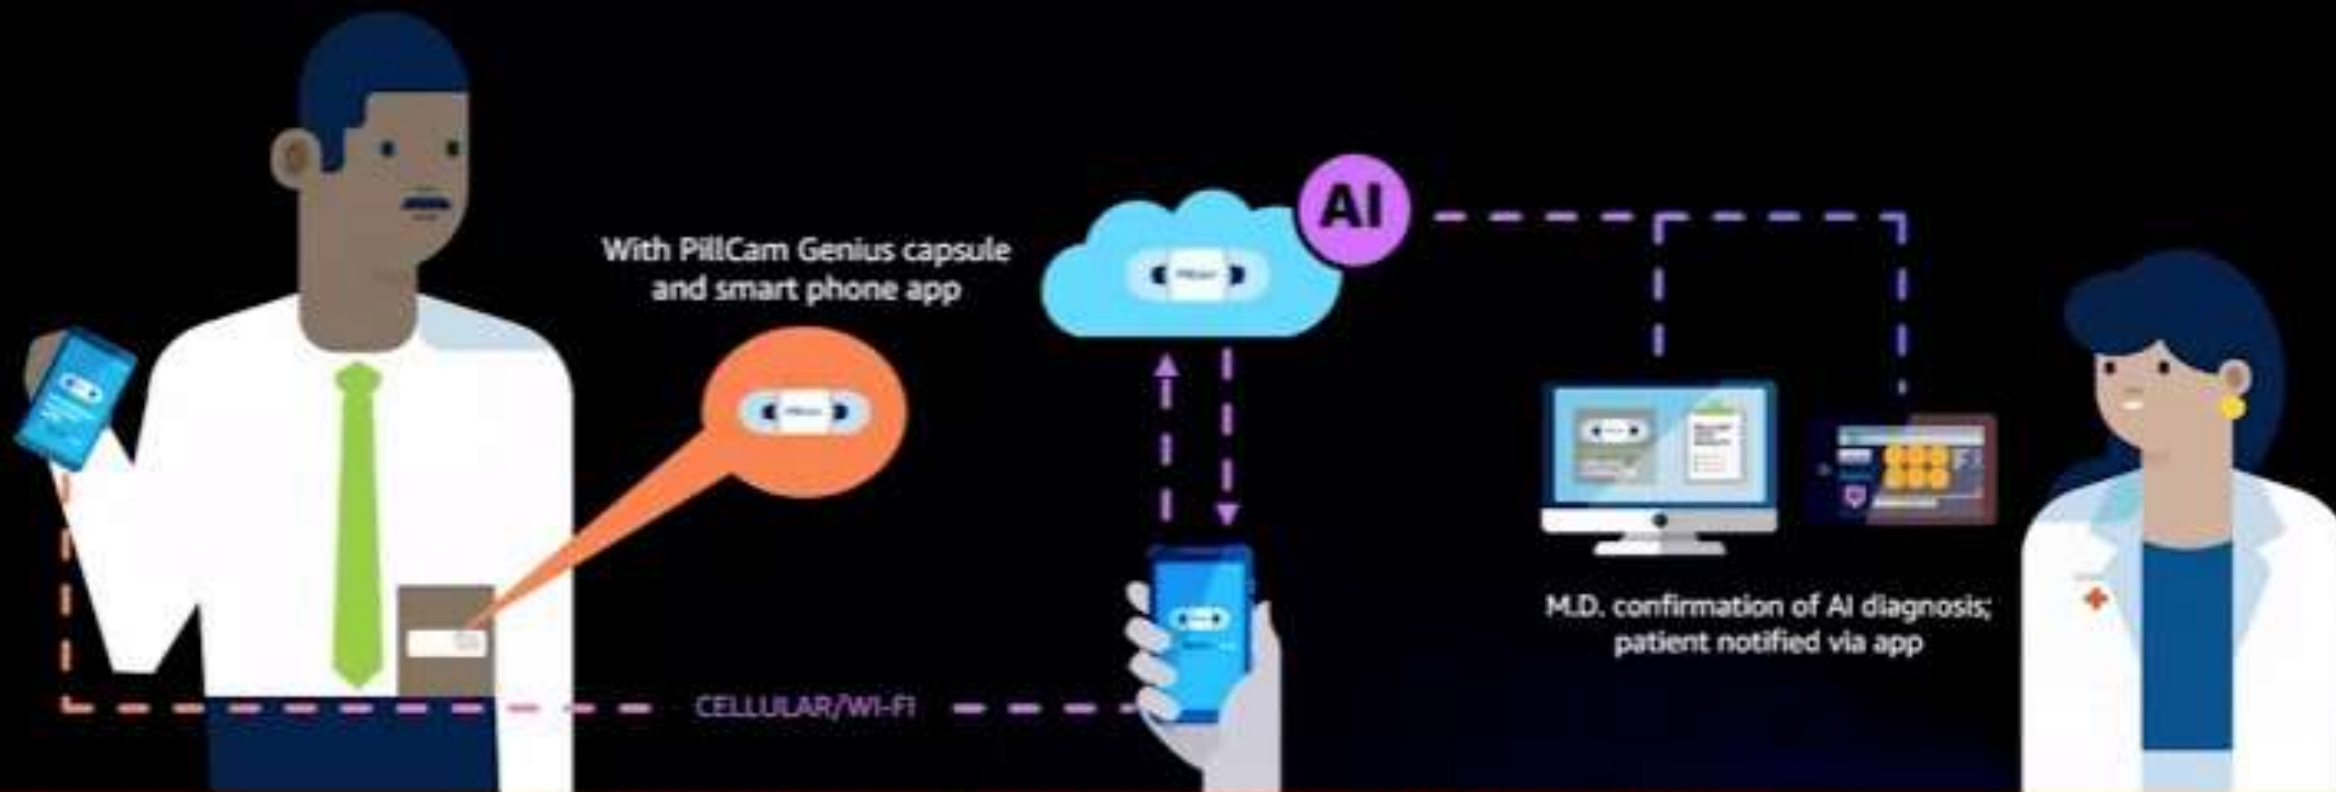 With PillCam Genius capsule
and smart phone app
AI
CELLULAR/WI-FI
M.D. confirmation of AI diagnosis;
patient notified via app